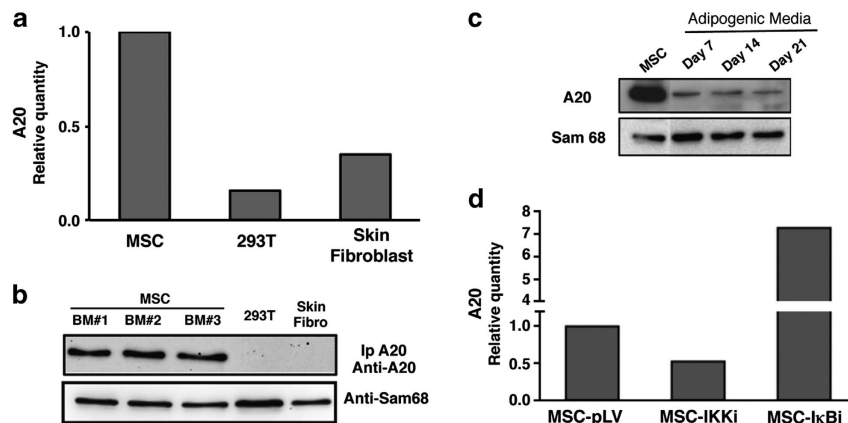 a
A20
Relative quantity
1.0
0.5
0.0
MSC
293T
Skin
Fibroblast
b
MSC
BM#1 BM#2 BM#3
293T
Skin
Fibro
Ip A20
Anti-A20
Anti-Sam68
c
Adipogenic Media
MSC Day 7 Day 14 Day 21
A20
Sam 68
d
A20
Relative quantity
8
7
6
5
4
1.0
0.5
0.0
MSC-pLV MSC-IKKi MSC-IκBi